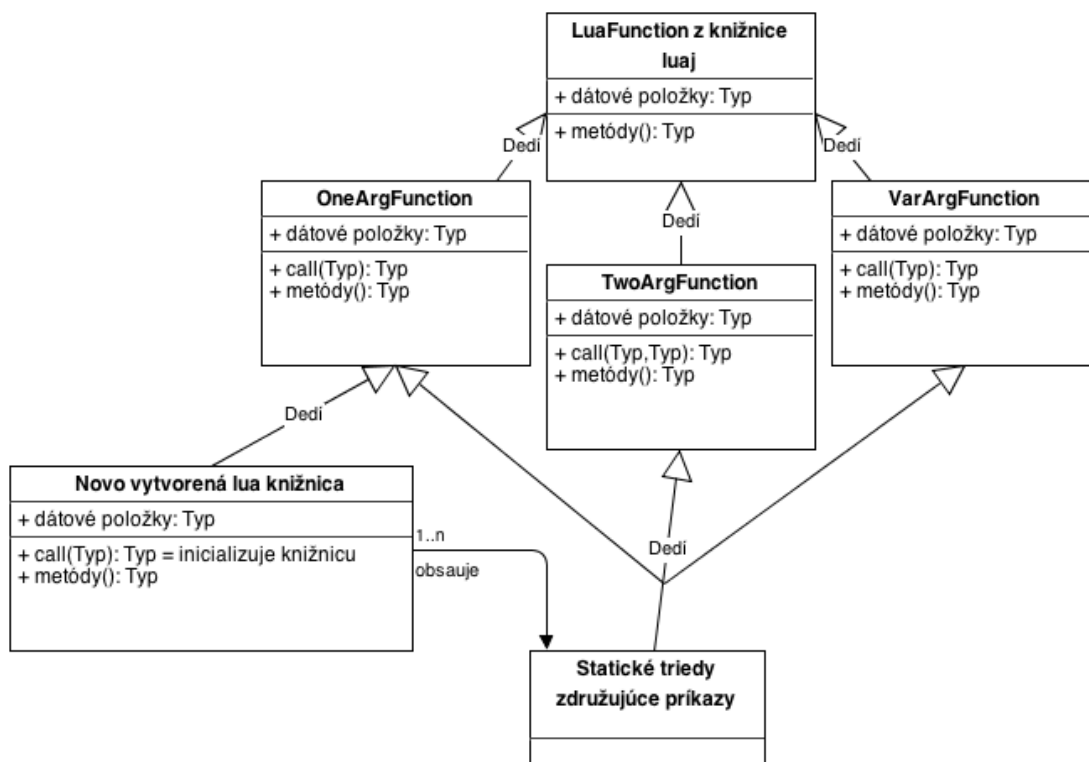 LuaFunction z knižnice
luaj
+ dátové položky: Typ
+ metódy(): Typ
Dedí
Dedí
Dedí
OneArgFunction
+ dátové položky: Typ
+ call(Typ): Typ
+ metódy(): Typ
TwoArgFunction
+ dátové položky: Typ
+ call(Typ,Typ): Typ
+ metódy(): Typ
VarArgFunction
+ dátové položky: Typ
+ call(Typ): Typ
+ metódy(): Typ
Dedí
Novo vytvorená lua knižnica
+ dátové položky: Typ
+ call(Typ): Typ = inicializuje knižnicu
+ metódy(): Typ
1..n
obsauje
Dedí
Statické triedy
združujúce príkazy